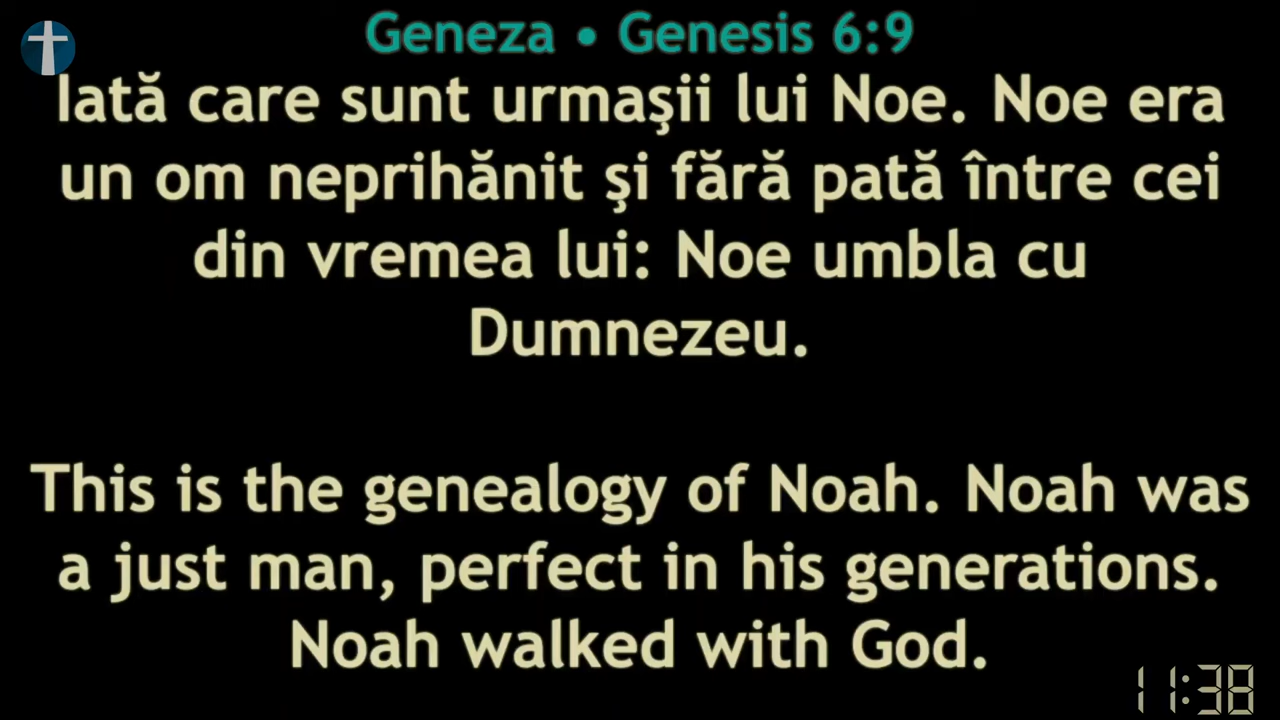 Geneza • Genesis 6:9
Iată care sunt urmaşii lui Noe. Noe era
un om neprihănit şi fără pată între cei
din vremea lui: Noe umbla cu
Dumnezeu.
This is the genealogy of Noah. Noah was
a just man, perfect in his generations.
Noah walked with God.
11:38